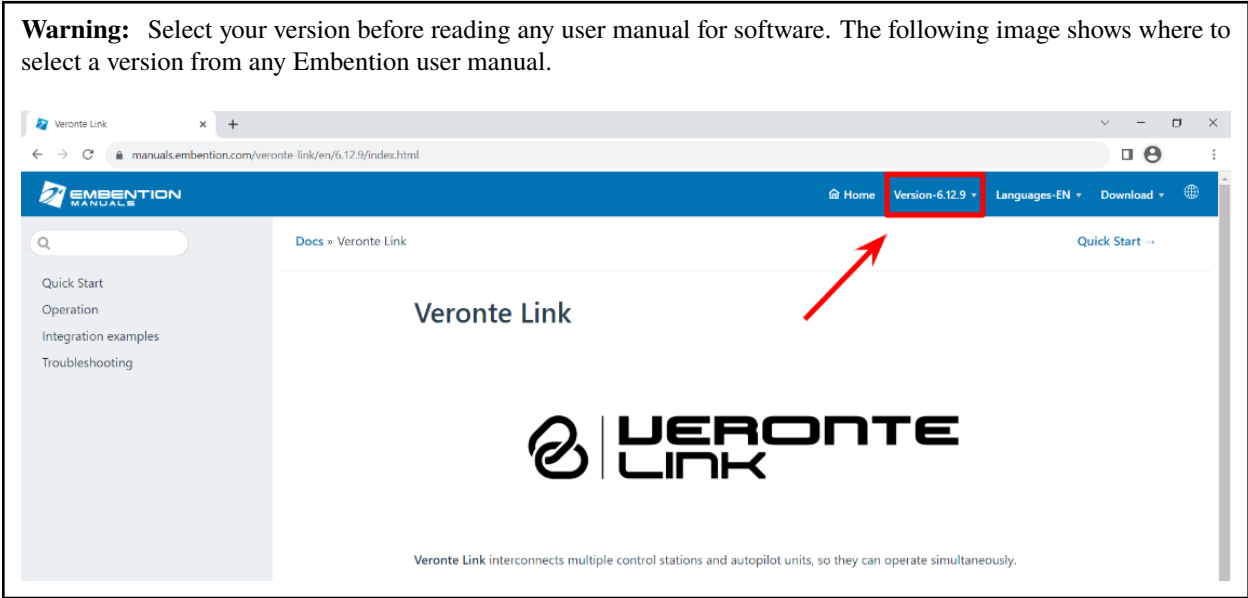 Warning: Select your version before reading any user manual for software. The following image shows where to
select a version from any Embention user manual.
Veronte Link
manuals.embention.com/veronte-link/en/6.12.9/index.html
EMBENTION
MANUALS
Home Version-6.12.9 Languages-EN Download
Docs » Veronte Link
Quick Start →
Quick Start
Operation
Integration examples
Troubleshooting
Veronte Link
VERONTE
LINK
Veronte Link interconnects multiple control stations and autopilot units, so they can operate simultaneously.